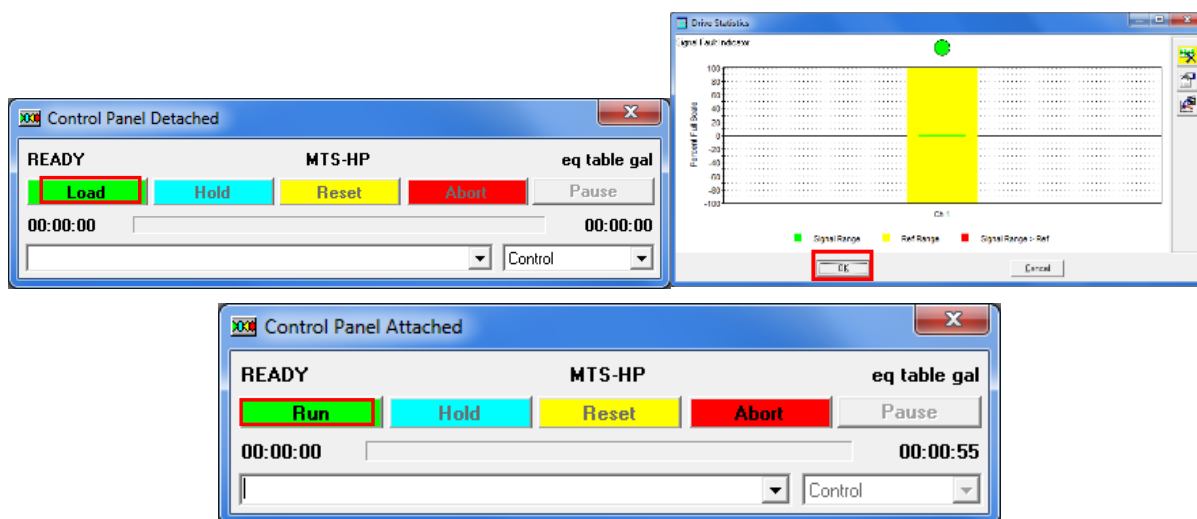 Control Panel Detached
READY MTS-HP eq table gal
Load Hold Reset Abort Pause
00:00:00 00:00:00
Control
Drive Statistics
Signal Fault Indicator
100
80
60
40
20
0
-20
-40
-60
-80
-100
Percent Full Scale
Ch 1
Signal Range Ref Range Signal Range > Ref
OK Cancel
Control Panel Attached
READY MTS-HP eq table gal
Run Hold Reset Abort Pause
00:00:00 00:00:55
Control